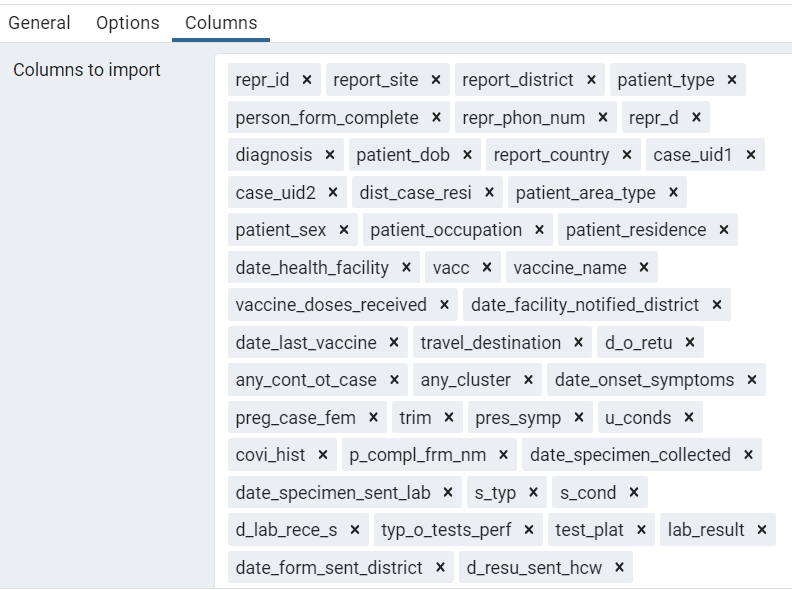 General Options Columns
Columns to import
repr_id × report_site × report_district × patient_type ×
person_form_complete × repr_phon_num × repr_d ×
diagnosis × patient_dob × report_country × case_uid1 ×
case_uid2 × dist_case_resi × patient_area_type ×
patient_sex × patient_occupation × patient_residence ×
date_health_facility × vacc × vaccine_name ×
vaccine_doses_received × date_facility_notified_district ×
date_last_vaccine × travel_destination × d_o_retu ×
any_cont_ot_case × any_cluster × date_onset_symptoms ×
preg_case_fem × trim × pres_symp × u_conds ×
covi_hist × p_compl_frm_nm × date_specimen_collected ×
date_specimen_sent_lab × s_typ × s_cond ×
d_lab_rece_s × typ_o_tests_perf × test_plat × lab_result ×
date_form_sent_district × d_resu_sent_hcw ×